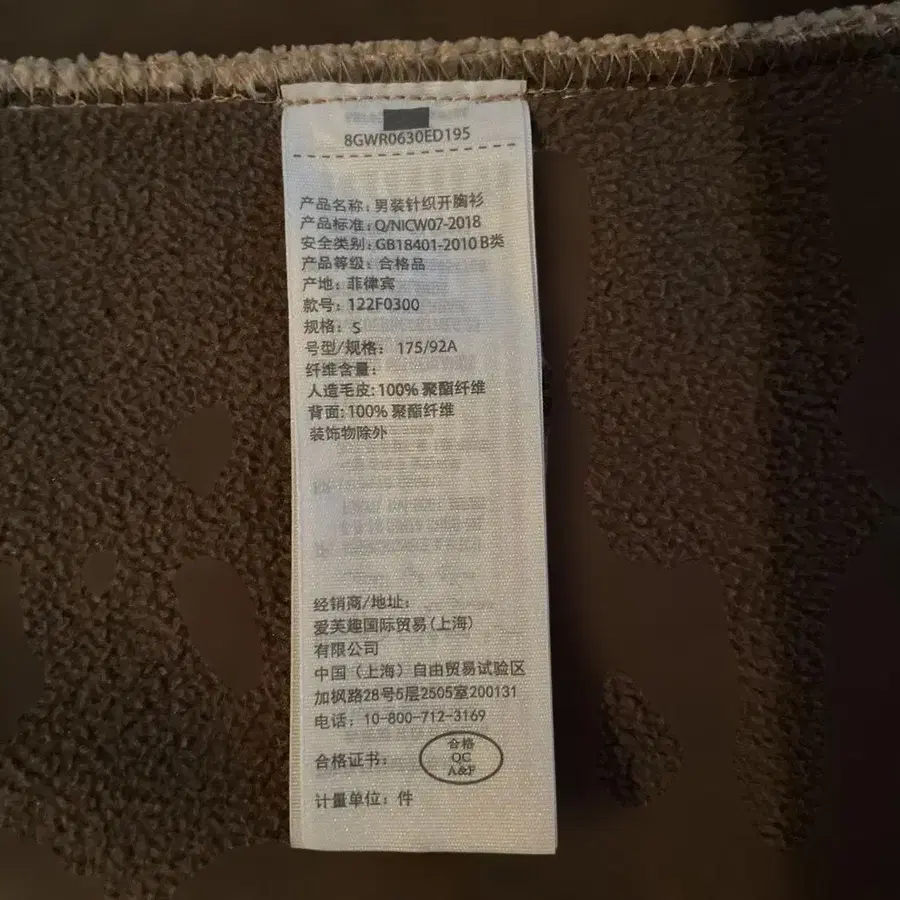 8GWR0630ED195
产品名称：男装针织开胸衫
产品标准：Q/NICW07-2018
安全类别：GB18401-2010 B类
产品等级：合格品
产地：菲律宾
款号：122F0300
规格：S
号型/规格： 175/92A
纤维含量：
人造毛皮：100% 聚酯纤维
背面：100% 聚酯纤维
装饰物除外
经销商/地址：
爱芙趣国际贸易（上海）
有限公司
中国（上海）自由贸易试验区
加枫路28号5层2505室200131
电话：10-800-712-3169
合格证书：
合格
QC
A&F
计量单位：件